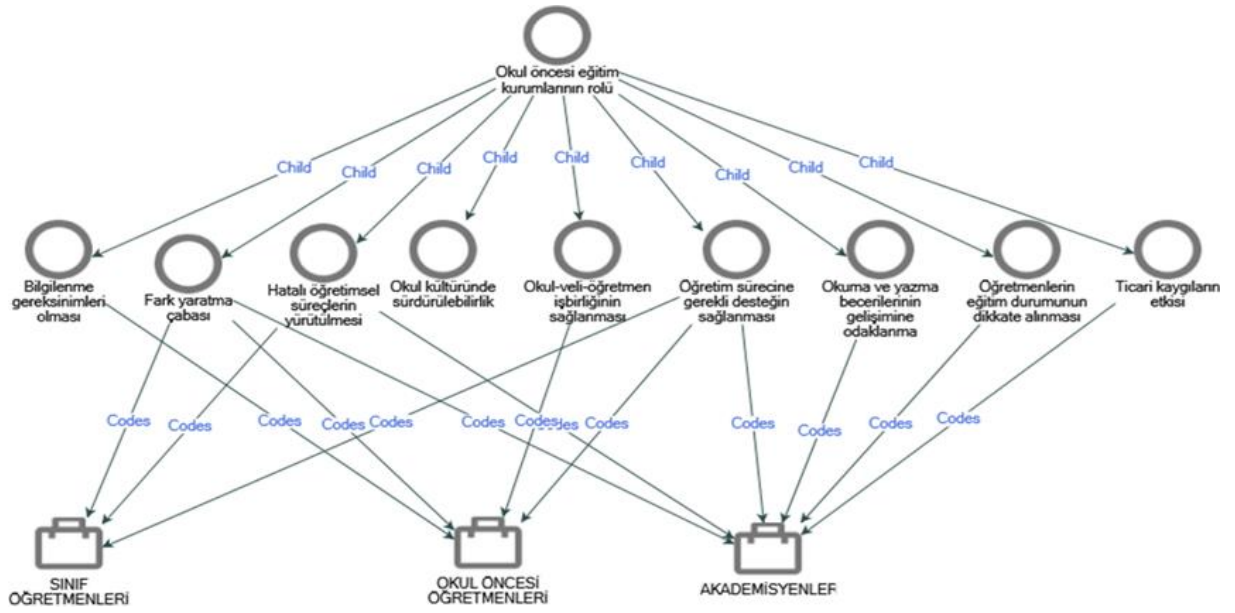 Okul öncesi eğitim
kurumlarının rolü
Child
Child
Child
Child
Child
Child
Child
Child
Child
Bilgilenme
gereksinimleri
olması
Fark yaratma
çabası
Hatalı öğretimsel
süreçlerin
yürütülmesi
Okul kültüründe
sürdürülebilirlik
Okul-veli-öğretmen
işbirliğinin
sağlanması
Öğretim sürecine
gerekli desteğin
sağlanması
Okuma ve yazma
becerilerinin
gelişimine
odaklanma
Öğretmenlerin
eğitim durumunun
dikkate alınması
Ticari kaygıların
etkisi
Codes
Codes
Codes
Codes
Codes
Codes
Codes
Codes
Codes
Codes
Codes
Codes
Codes
SINIF
ÖĞRETMENLERİ
OKUL ÖNCESİ
ÖĞRETMENLERİ
AKADEMİSYENLER